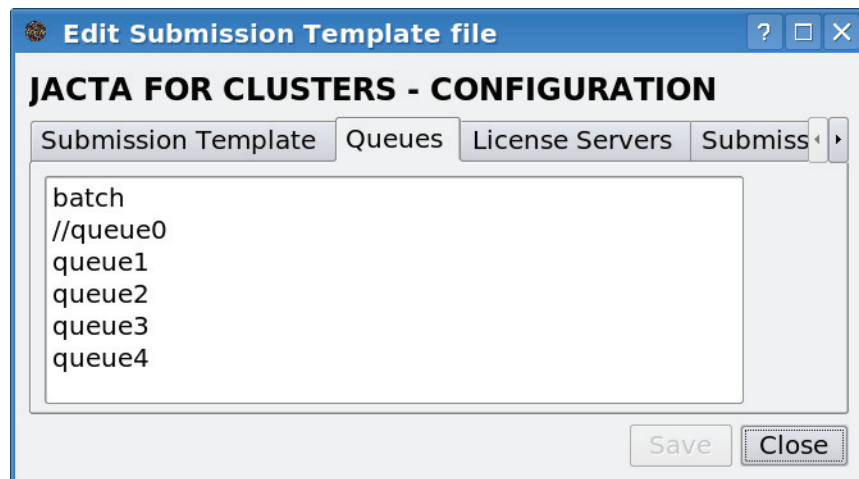 Edit Submission Template file
?
JACTA FOR CLUSTERS - CONFIGURATION
Submission Template Queues License Servers Submiss
batch
//queue0
queue1
queue2
queue3
queue4
Save Close